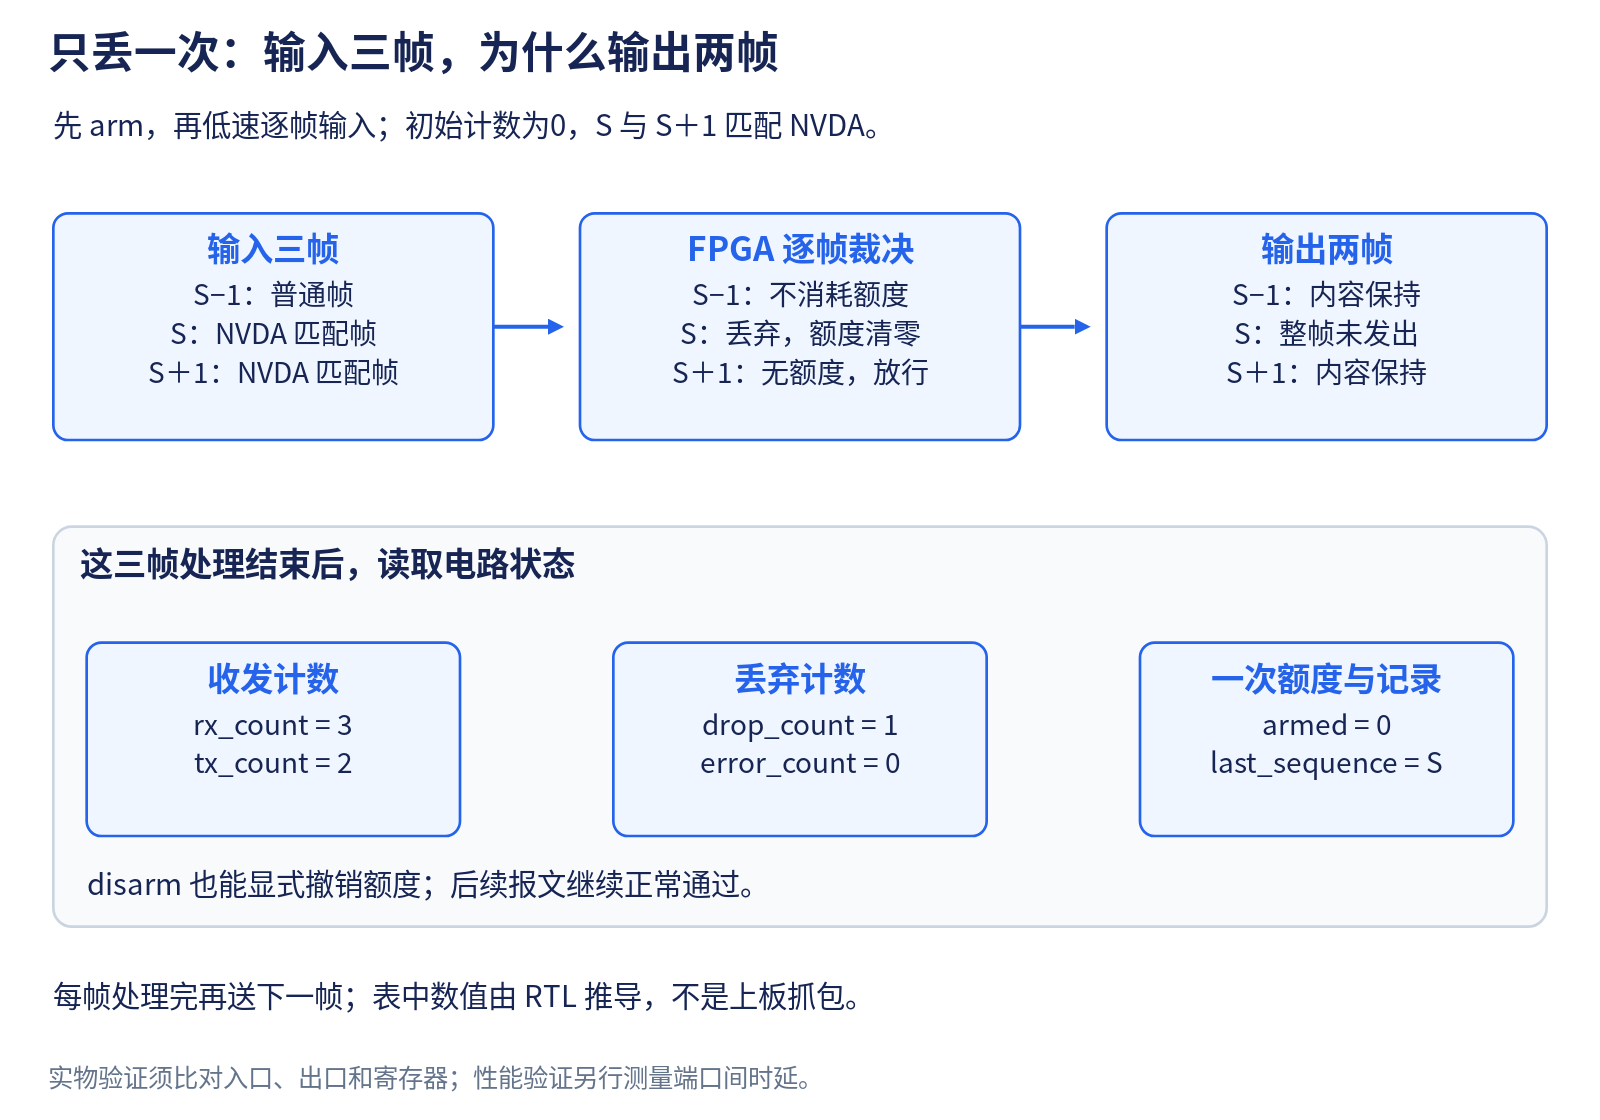 只丢一次：输入三帧，为什么输出两帧
先 arm，再低速逐帧输入；初始计数为0，S 与 S＋1 匹配 NVDA。
输入三帧
S−1：普通帧
S：NVDA 匹配帧
S＋1：NVDA 匹配帧
FPGA 逐帧裁决
S−1：不消耗额度
S：丢弃，额度清零
S＋1：无额度，放行
输出两帧
S−1：内容保持
S：整帧未发出
S＋1：内容保持
这三帧处理结束后，读取电路状态
收发计数
rx_count = 3
tx_count = 2
丢弃计数
drop_count = 1
error_count = 0
一次额度与记录
armed = 0
last_sequence = S
disarm 也能显式撤销额度；后续报文继续正常通过。
每帧处理完再送下一帧；表中数值由 RTL 推导，不是上板抓包。
实物验证须比对入口、出口和寄存器；性能验证另行测量端口间时延。